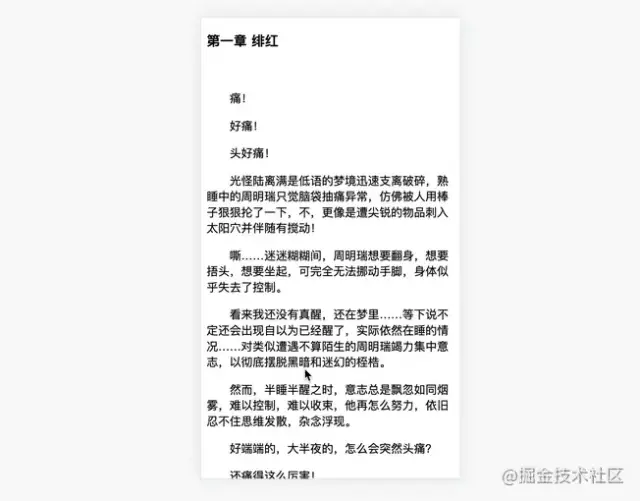 第一章 绯红
痛！
好痛！
头好痛！
光怪陆离满是低语的梦境迅速支离破碎，熟
睡中的周明瑞只觉脑袋抽痛异常，仿佛被人用棒
子狠狠抡了一下，不，更像是遭尖锐的物品刺入
太阳穴并伴随有搅动！
嘶……迷迷糊糊间，周明瑞想要翻身，想要
捂头，想要坐起，可完全无法挪动手脚，身体似
乎失去了控制。
看来我还没有真醒，还在梦里……等下说不
定还会出现自以为已经醒了，实际依然在睡的情
况……对类似遭遇不算陌生的周明瑞竭力集中意
志，以彻底摆脱黑暗和迷幻的桎梏。
然而，半睡半醒之时，意志总是飘忽如同烟
雾，难以控制，难以收束，他再怎么努力，依旧
忍不住思维发散，杂念浮现。
好端端的，大半夜的，怎么会突然头痛？
还痛得这么厉害！
@掘金技术社区